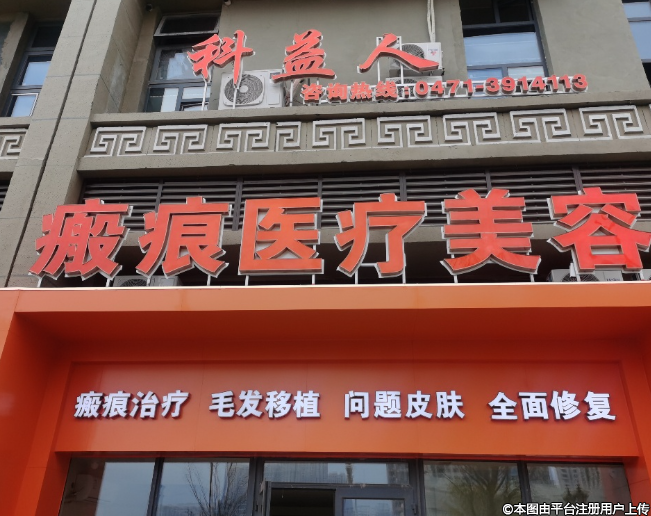 科益人
咨询热线:0471-3914113
瘢痕医疗美容
瘢痕治疗 毛发移植 问题皮肤 全面修复
©本图由平台注册用户上传